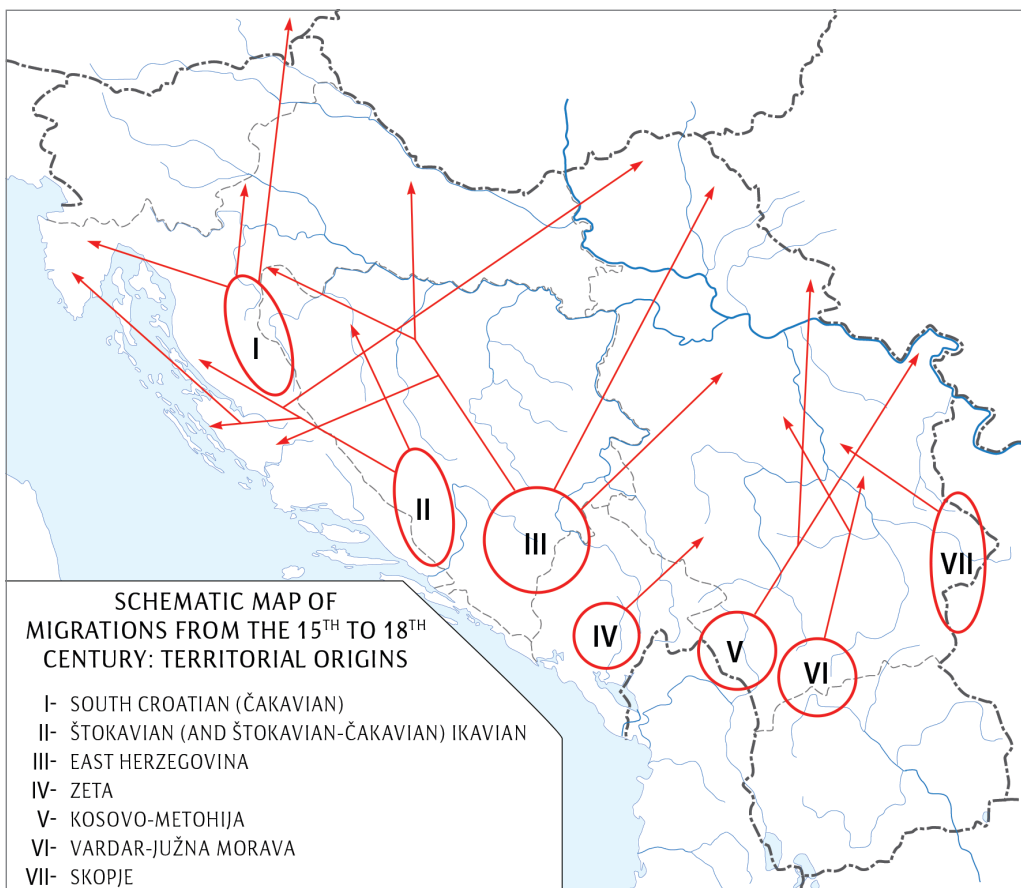 I
II
III
IV
V
VI
VII
SCHEMATIC MAP OF
MIGRATIONS FROM THE 15TH TO 18TH
CENTURY: TERRITORIAL ORIGINS
I- SOUTH CROATIAN (ČAKAVIAN)
II- ŠTOKAVIAN (AND ŠTOKAVIAN-ČAKAVIAN) IKAVIAN
III- EAST HERZEGOVINA
IV- ZETA
V- KOSOVO-METOHIJA
VI- VARDAR-JUŽNA MORAVA
VII- SKOPJE